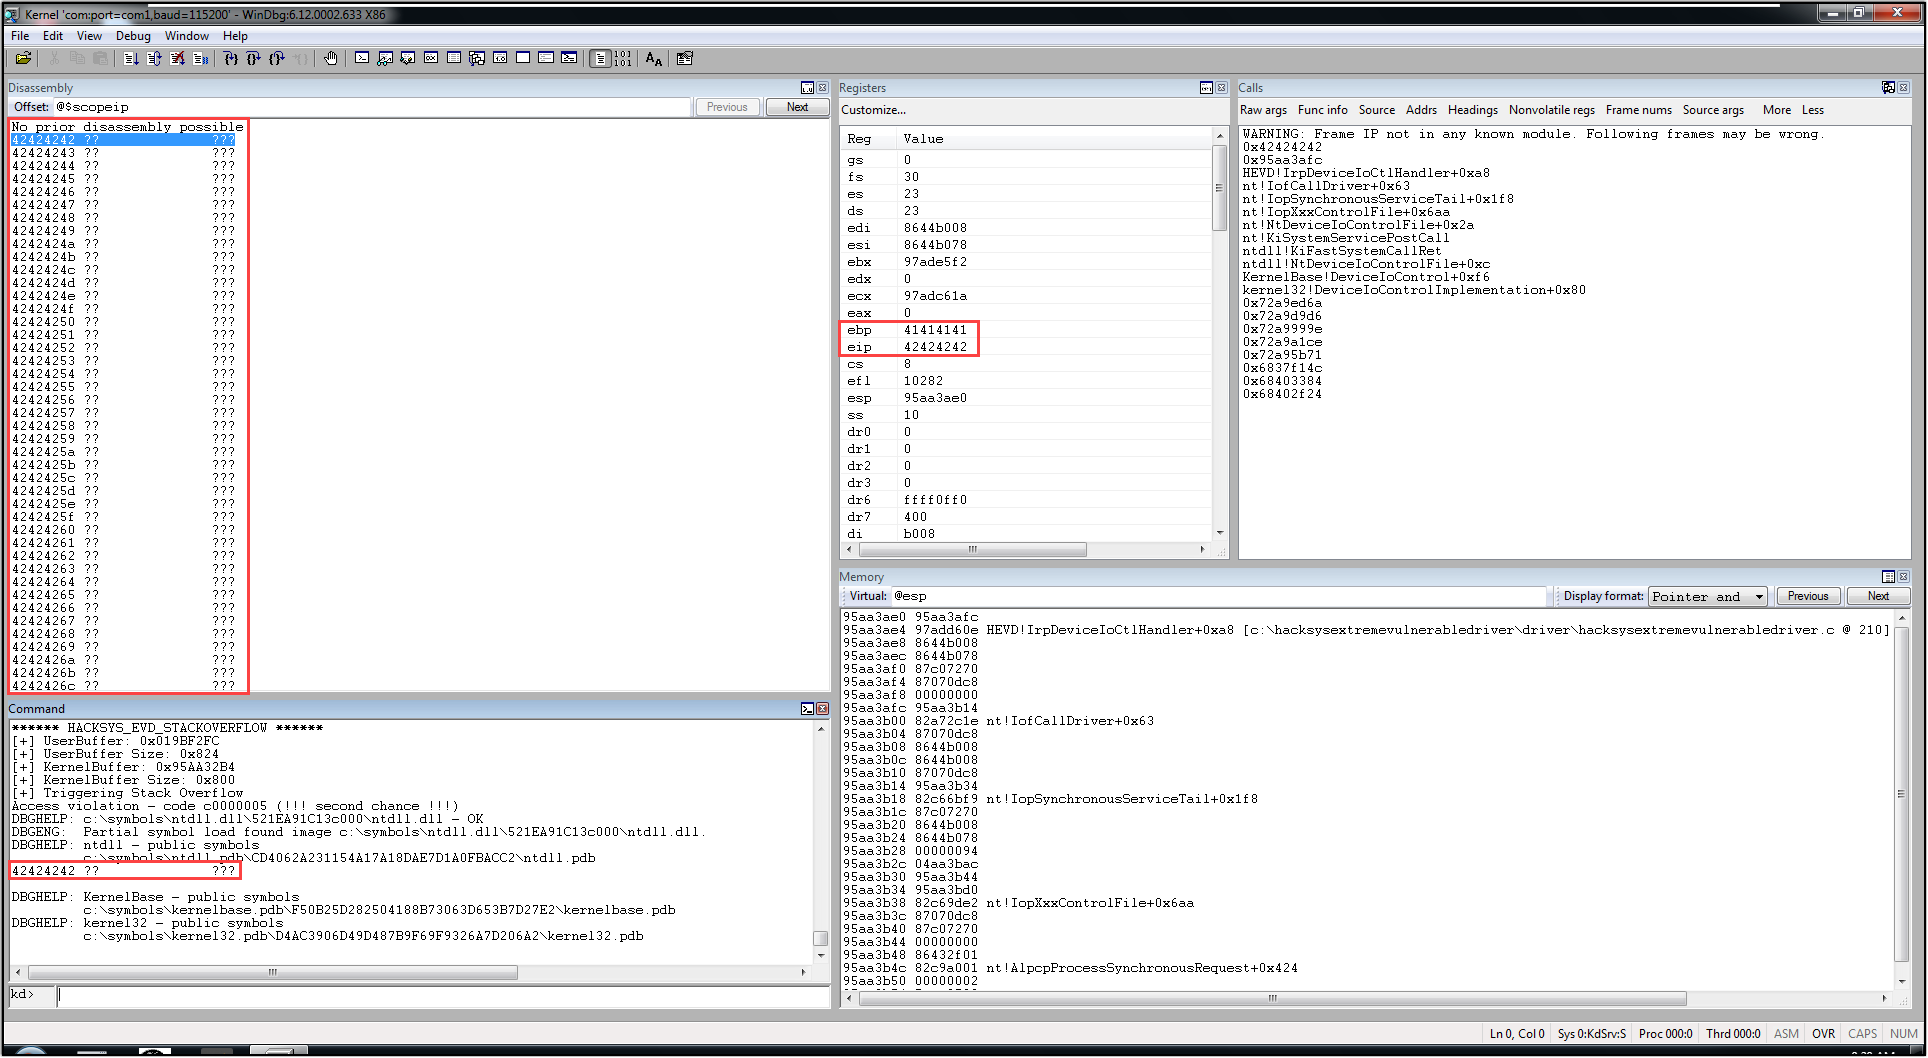 Kernel 'com:port=com1,baud=115200' - WinDbg:6.12.0002.633 X86
File Edit View Debug Window Help
Disassembly
Offset: @$scopeip Previous Next
No prior disassembly possible
42424242 ?? ???
42424243 ?? ???
42424244 ?? ???
42424245 ?? ???
42424246 ?? ???
42424247 ?? ???
42424248 ?? ???
42424249 ?? ???
4242424a ?? ???
4242424b ?? ???
4242424c ?? ???
4242424d ?? ???
4242424e ?? ???
4242424f ?? ???
42424250 ?? ???
42424251 ?? ???
42424252 ?? ???
42424253 ?? ???
42424254 ?? ???
42424255 ?? ???
42424256 ?? ???
42424257 ?? ???
42424258 ?? ???
42424259 ?? ???
4242425a ?? ???
4242425b ?? ???
4242425c ?? ???
4242425d ?? ???
4242425e ?? ???
4242425f ?? ???
42424260 ?? ???
42424261 ?? ???
42424262 ?? ???
42424263 ?? ???
42424264 ?? ???
42424265 ?? ???
42424266 ?? ???
42424267 ?? ???
42424268 ?? ???
42424269 ?? ???
4242426a ?? ???
4242426b ?? ???
4242426c ?? ???
Command
****** HACKSYS_EVD_STACKOVERFLOW ******
[+] UserBuffer: 0x019BF2FC
[+] UserBuffer Size: 0x824
[+] KernelBuffer: 0x95AA32B4
[+] KernelBuffer Size: 0x800
[+] Triggering Stack Overflow
Access violation - code c0000005 (!!! second chance !!!)
DBGHELP: c:\symbols\ntdll.dll\521EA91C13c000\ntdll.dll - OK
DBGENG:  Partial symbol load found image c:\symbols\ntdll.dll\521EA91C13c000\ntdll.dll.
DBGHELP: ntdll - public symbols
c:\symbols\ntdll.pdb\CD4062A231154A17A18DAE7D1A0FBACC2\ntdll.pdb
42424242 ?? ???
DBGHELP: KernelBase - public symbols
c:\symbols\kernelbase.pdb\F50B25D282504188B73063D653B7D27E2\kernelbase.pdb
DBGHELP: kernel32 - public symbols
c:\symbols\kernel32.pdb\D4AC3906D49D487B9F69F9326A7D206A2\kernel32.pdb
kd>
Registers
Customize...
Reg Value
gs 0
fs 30
es 23
ds 23
edi 8644b008
esi 8644b078
ebx 97ade5f2
edx 0
ecx 97adc61a
eax 0
ebp 41414141
eip 42424242
cs 8
efl 10282
esp 95aa3ae0
ss 10
dr0 0
dr1 0
dr2 0
dr3 0
dr6 ffff0ff0
dr7 400
di b008
Calls
Raw args Func info Source Addrs Headings Nonvolatile regs Frame nums Source args More Less
WARNING: Frame IP not in any known module. Following frames may be wrong.
0x42424242
0x95aa3afc
HEVD!IrpDeviceIoCtlHandler+0xa8
nt!IofCallDriver+0x63
nt!IopSynchronousServiceTail+0x1f8
nt!IopXxxControlFile+0x6aa
nt!NtDeviceIoControlFile+0x2a
nt!KiSystemServicePostCall
ntdll!KiFastSystemCallRet
ntdll!NtDeviceIoControlFile+0xc
KernelBase!DeviceIoControl+0xf6
kernel32!DeviceIoControlImplementation+0x80
0x72a9ed6a
0x72a9d9d6
0x72a9999e
0x72a9a1ce
0x72a95b71
0x6837f14c
0x68403384
0x68402f24
Memory
Virtual: @esp Display format: Pointer and Previous Next
95aa3ae0 95aa3afc
95aa3ae4 97add60e HEVD!IrpDeviceIoCtlHandler+0xa8 [c:\hacksysextremevulnerabledriver\driver\hacksysextremevulnerabledriver.c @ 210]
95aa3ae8 8644b008
95aa3aec 8644b078
95aa3af0 87c07270
95aa3af4 87070dc8
95aa3af8 00000000
95aa3afc 95aa3b14
95aa3b00 82a72c1e nt!IofCallDriver+0x63
95aa3b04 87070dc8
95aa3b08 8644b008
95aa3b0c 8644b008
95aa3b10 87070dc8
95aa3b14 95aa3b34
95aa3b18 82c66bf9 nt!IopSynchronousServiceTail+0x1f8
95aa3b1c 87c07270
95aa3b20 8644b008
95aa3b24 8644b078
95aa3b28 00000094
95aa3b2c 04aa3bac
95aa3b30 95aa3b44
95aa3b34 95aa3bd0
95aa3b38 82c69de2 nt!IopXxxControlFile+0x6aa
95aa3b3c 87070dc8
95aa3b40 87c07270
95aa3b44 00000000
95aa3b48 86432f01
95aa3b4c 82c9a001 nt!AlpcpProcessSynchronousRequest+0x424
95aa3b50 00000002
Ln 0, Col 0 Sys 0:KdSrv:S Proc 000:0 Thrd 000:0 ASM OVR CAPS NUM